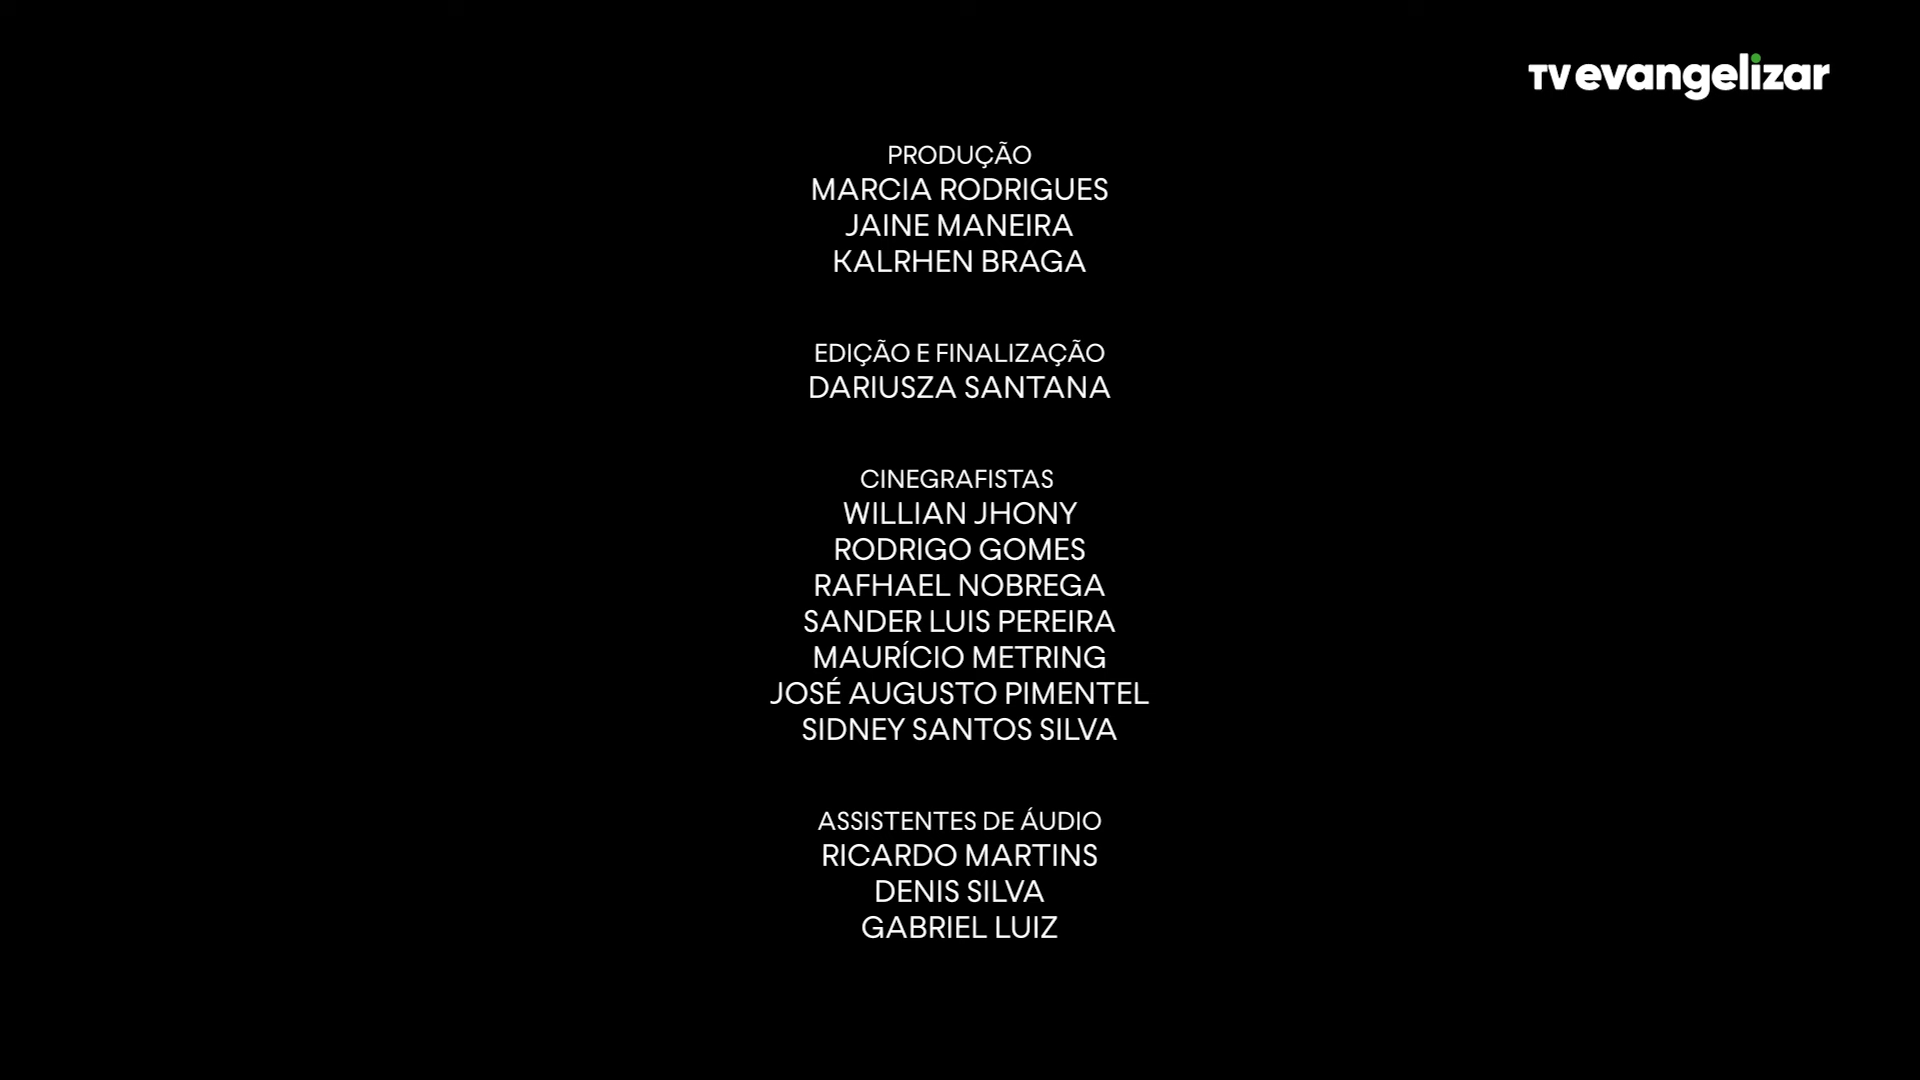 TV evangelizar
PRODUÇÃO
MARCIA RODRIGUES
JAINE MANEIRA
KALRHEN BRAGA
EDIÇÃO E FINALIZAÇÃO
DARIUSZA SANTANA
CINEGRAFISTAS
WILLIAN JHONY
RODRIGO GOMES
RAFHAEL NOBREGA
SANDER LUIS PEREIRA
MAURÍCIO METRING
JOSÉ AUGUSTO PIMENTEL
SIDNEY SANTOS SILVA
ASSISTENTES DE ÁUDIO
RICARDO MARTINS
DENIS SILVA
GABRIEL LUIZ